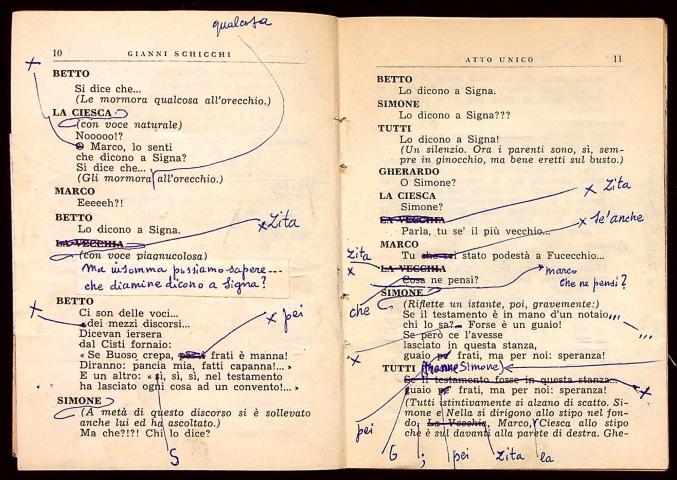 qualcosa
10 GIANNI SCHICCHI
x
BETTO
Si dice che...
(Le mormora qualcosa all'orecchio.)
LA CIESCA
(con voce naturale)
Nooooo!?
Marco, lo senti
che dicono a Signa?
Si dice che...
(Gli mormora all'orecchio.)
MARCO
Eeeeeh?!
BETTO
Lo dicono a Signa.
x Zita
LA VECCHIA
(con voce piagnucolosa)
Ma insomma possiamo sapere...
che diamine dicono a Signa?
BETTO
Ci son delle voci...
x
dei mezzi discorsi...
x pei
Dicevan iersera
dal Cisti fornaio:
« Se Buoso crepa, frati è manna!
Diranno: pancia mia, fatti capanna!... »
E un altro: « sì, sì, sì, nel testamento
ha lasciato ogni cosa ad un convento!... »
SIMONE
(A metà di questo discorso si è sollevato
anche lui ed ha ascoltato.)
Ma che?!?! Chi lo dice?
S
ATTO UNICO 11
BETTO
Lo dicono a Signa.
SIMONE
Lo dicono a Signa???
TUTTI
Lo dicono a Signa!
(Un silenzio. Ora i parenti sono, sì, sem-
pre in ginocchio, ma bene eretti sul busto.)
GHERARDO
O Simone?
LA CIESCA
Simone?
x Zita
LA VECCHIA
Parla, tu se' il più vecchio...
x Se' anche
MARCO
Tu che sei stato podestà a Fucecchio...
Zita
x
LA VECCHIA
marco
Cosa ne pensi?
che ne pensi?
che
SIMONE
(Riflette un istante, poi, gravemente:)
Se il testamento è in mano d'un notaio
...
chi lo sa? Forse è un guaio!
...
Se però ce l'avesse
lasciato in questa stanza,
x
guaio pe' frati, ma per noi: speranza!
TUTTI (tranne Simone)
Se il testamento fosse in questa stanza...
x
guaio pe' frati, ma per noi: speranza!
(Tutti istintivamente si alzano di scatto. Si-
mone e Nella si dirigono allo stipo nel fon-
do; La Vecchia, Marco, Ciesca allo stipo
che è sul davanti alla parete di destra. Ghe-
pei
G ; pei Zita la